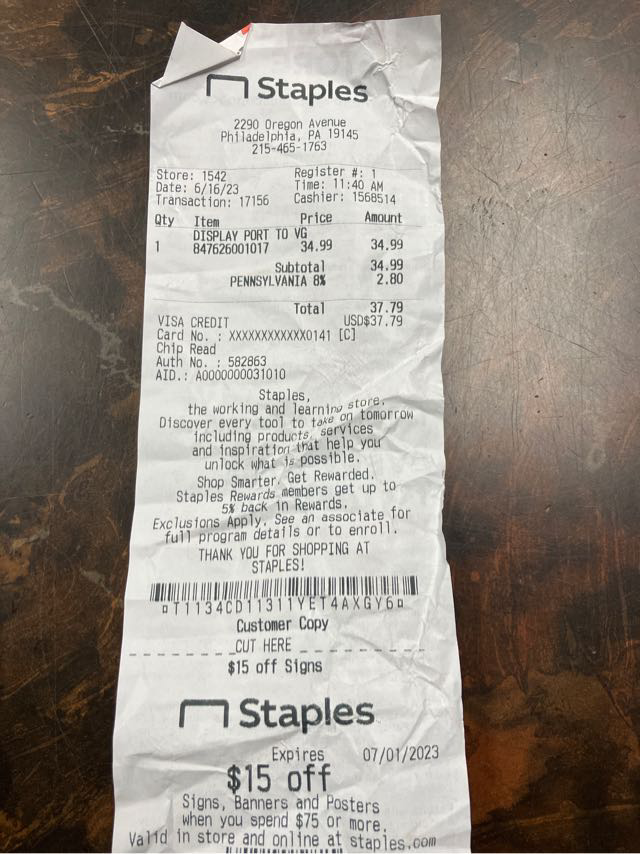 Staples
2290 Oregon Avenue
Philadelphia, PA 19145
215-465-1763
Store: 1542 Register #: 1
Date: 6/16/23 Time: 11:40 AM
Transaction: 17156 Cashier: 1568514
Qty Item Price Amount
DISPLAY PORT TO VG
1 847626001017 34.99 34.99
Subtotal 34.99
PENNSYLVANIA 8% 2.80
Total 37.79
VISA CREDIT USD$37.79
Card No. : XXXXXXXXXXXX0141 [C]
Chip Read
Auth No. : 582863
AID.: A0000000031010
Staples,
the working and learning store.
Discover every tool to take on tomorrow
including products, services
and inspiration that help you
unlock what is possible.
Shop Smarter. Get Rewarded.
Staples Rewards members get up to
5% back in Rewards.
Exclusions Apply. See an associate for
full program details or to enroll.
THANK YOU FOR SHOPPING AT
STAPLES!
¤T1134CD11311YET4AXGY6¤
Customer Copy
CUT HERE
$15 off Signs
Staples
Expires 07/01/2023
$15 off
Signs, Banners and Posters
when you spend $75 or more.
Valid in store and online at staples.com